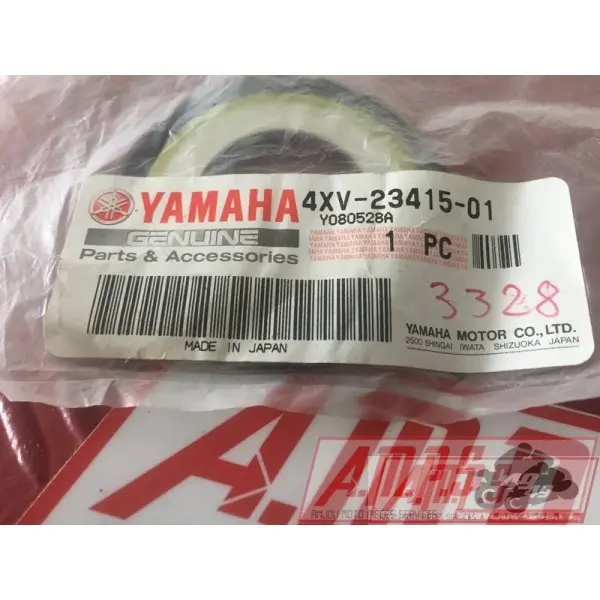 YAMAHA 4XV-23415-01
Y080528A
GENUINE
Parts & Accessories
1 PC
3328
MADE IN JAPAN
YAMAHA MOTOR CO., LTD.
2500 SHINGAI IWATA SHIZUOKA JAPAN